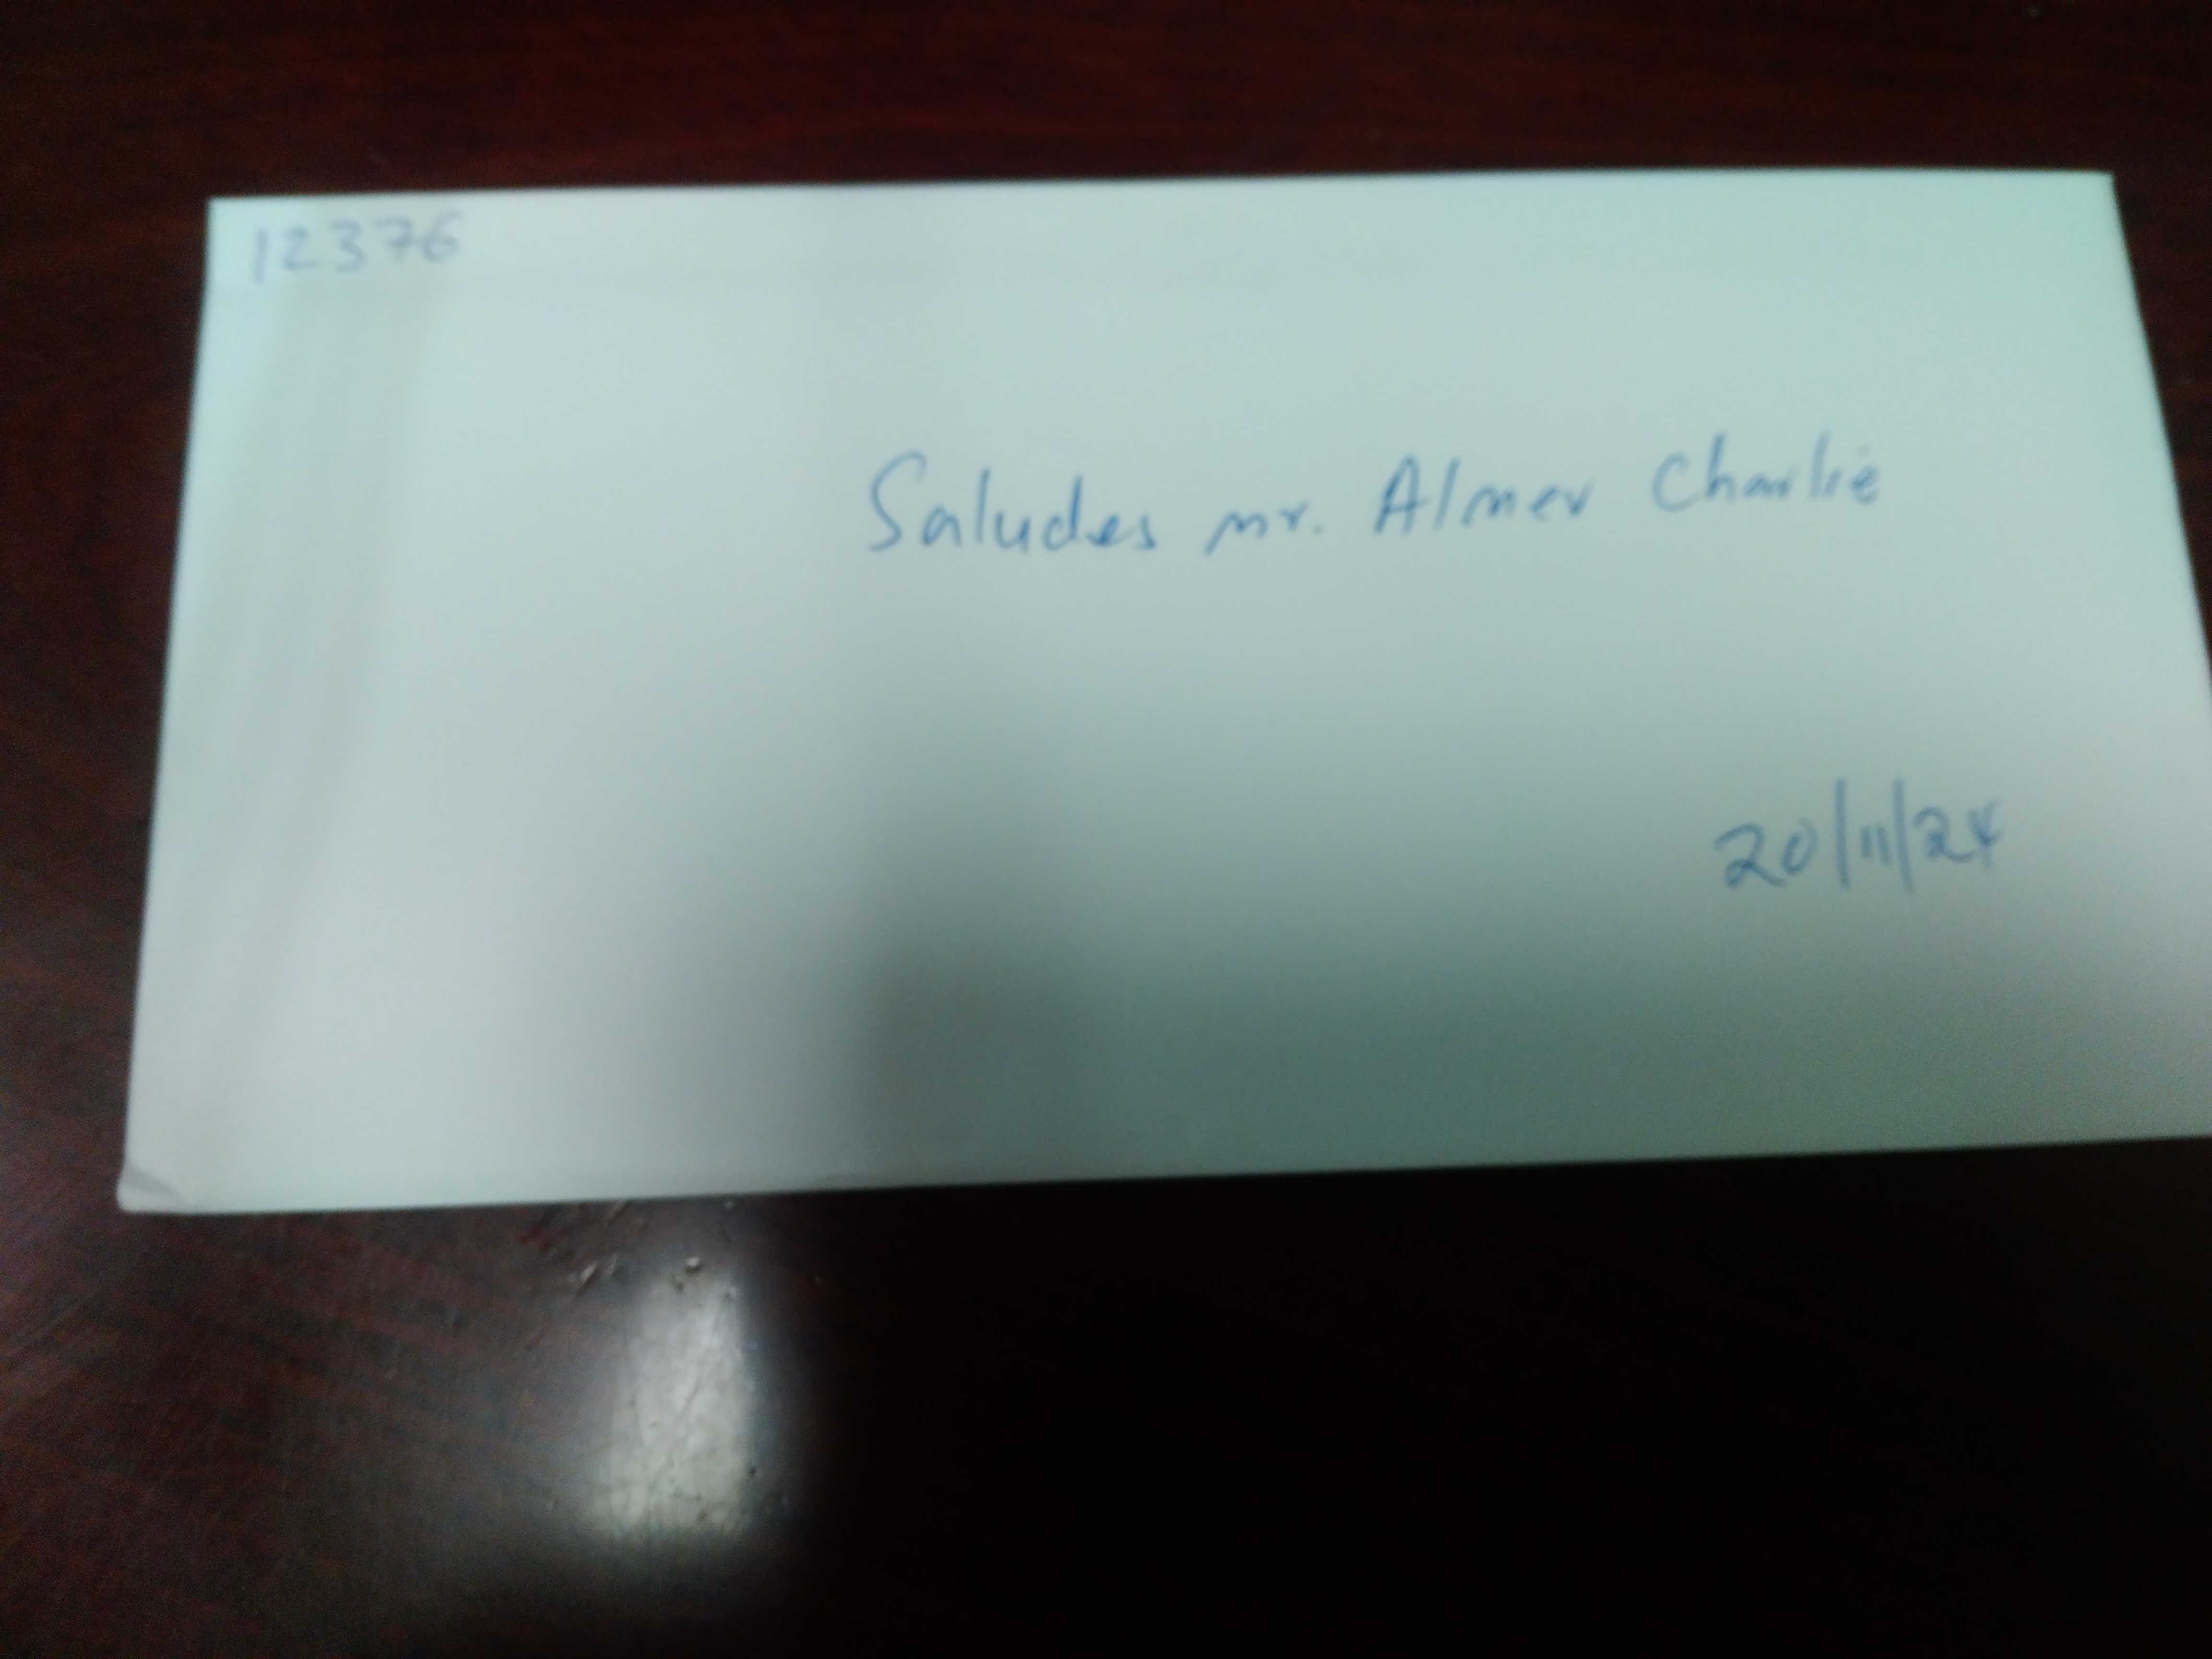 12376
Saludes mr. Almer Charlie
20/11/24